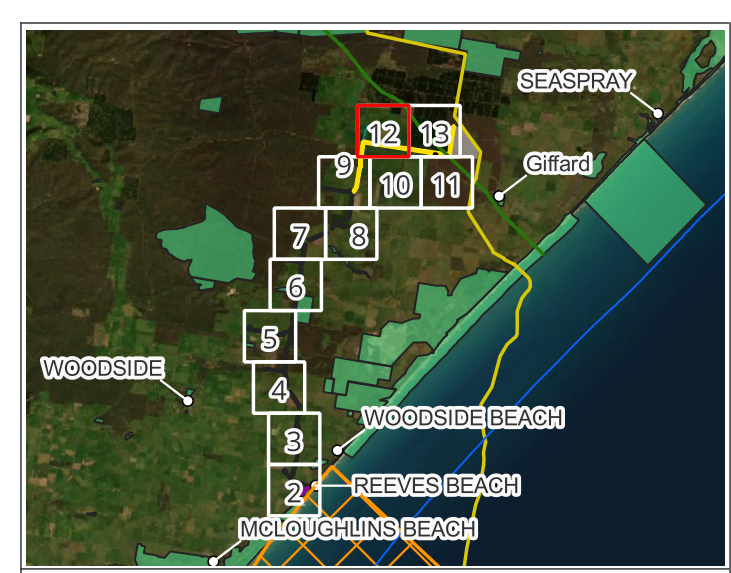 SEASPRAY
12
13
9
Giffard
10
11
7
8
6
5
WOODSIDE
4
WOODSIDE BEACH
3
REEVES BEACH
2
MCLOUGHLINS BEACH